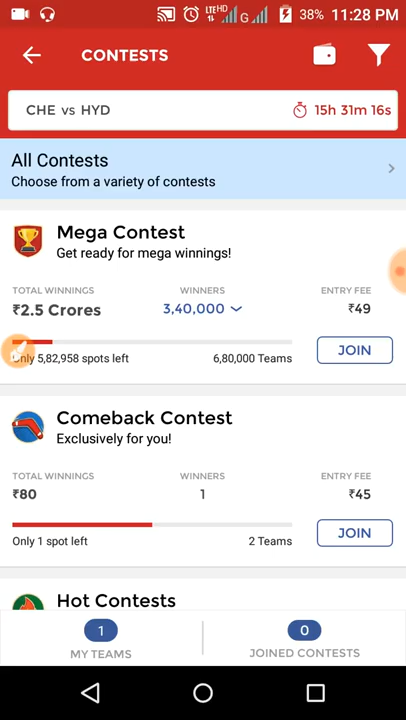 LTE HD G 38% 11:28 PM
CONTESTS
CHE vs HYD 15h 31m 16s
All Contests
Choose from a variety of contests
Mega Contest
Get ready for mega winnings!
TOTAL WINNINGS WINNERS ENTRY FEE
₹2.5 Crores 3,40,000 ₹49
Only 5,82,958 spots left 6,80,000 Teams JOIN
Comeback Contest
Exclusively for you!
TOTAL WINNINGS WINNERS ENTRY FEE
₹80 1 ₹45
Only 1 spot left 2 Teams JOIN
Hot Contests
1 0
MY TEAMS JOINED CONTESTS